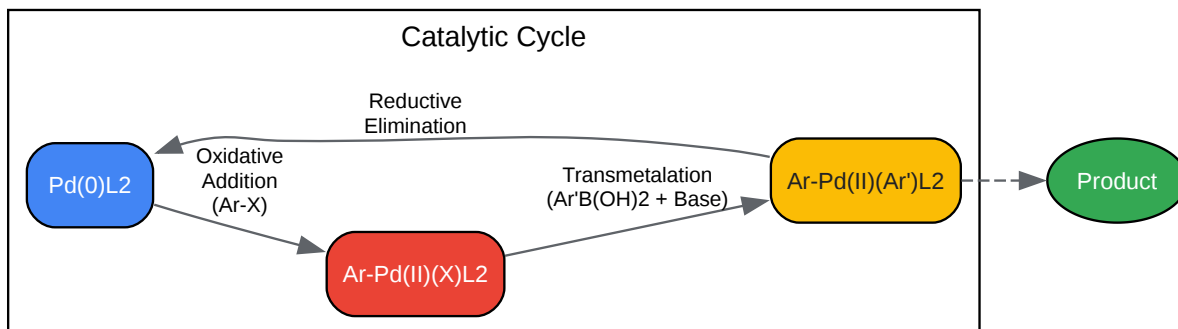 Catalytic Cycle
Reductive
Elimination
Oxidative
Addition
(Ar-X)
Transmetalation
(Ar'B(OH)2 + Base)
Pd(0)L2
Ar-Pd(II)(Ar')L2
Product
Ar-Pd(II)(X)L2